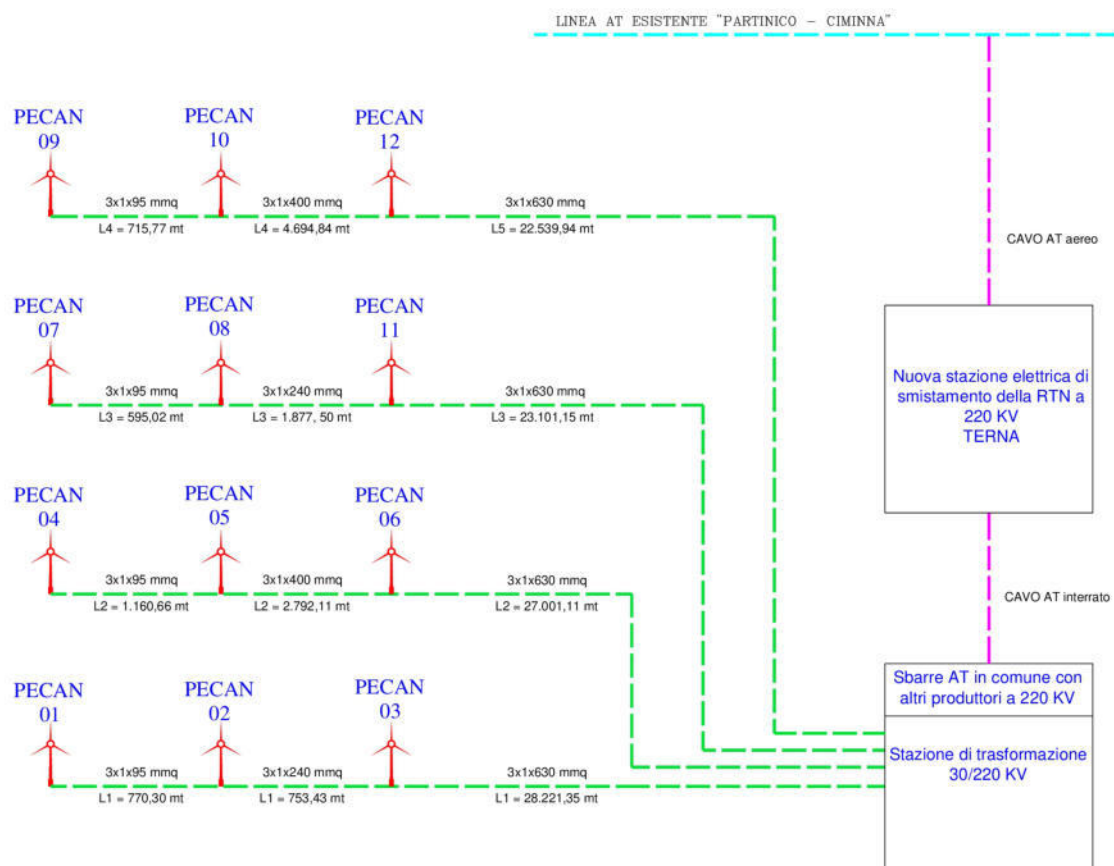 LINEA AT ESISTENTE "PARTINICO - CIMINNA"
PECAN
09
PECAN
10
PECAN
12
3x1x95 mmq
3x1x400 mmq
3x1x630 mmq
L4 = 715,77 mt
L4 = 4.694,84 mt
L5 = 22.539,94 mt
CAVO AT aereo
PECAN
07
PECAN
08
PECAN
11
3x1x95 mmq
3x1x240 mmq
3x1x630 mmq
L3 = 595,02 mt
L3 = 1.877, 50 mt
L3 = 23.101,15 mt
Nuova stazione elettrica di
smistamento della RTN a
220 KV
TERNA
PECAN
04
PECAN
05
PECAN
06
3x1x95 mmq
3x1x400 mmq
3x1x630 mmq
L2 = 1.160,66 mt
L2 = 2.792,11 mt
L2 = 27.001,11 mt
CAVO AT interrato
PECAN
01
PECAN
02
PECAN
03
3x1x95 mmq
3x1x240 mmq
3x1x630 mmq
L1 = 770,30 mt
L1 = 753,43 mt
L1 = 28.221,35 mt
Sbarre AT in comune con
altri produttori a 220 KV
Stazione di trasformazione
30/220 KV